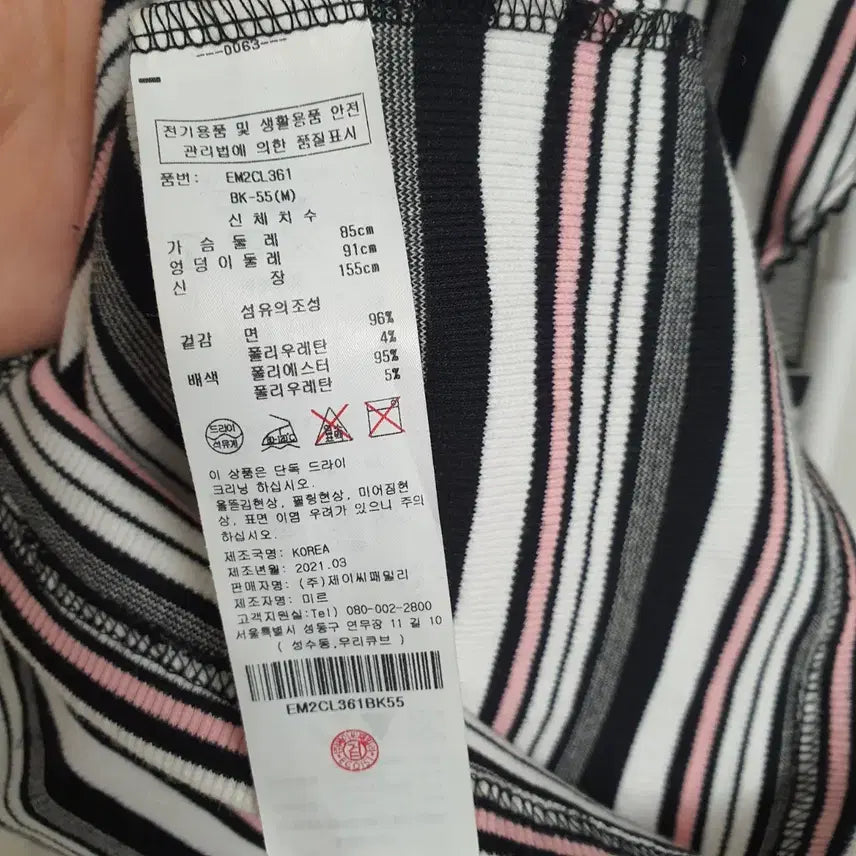 0063
전기용품 및 생활용품 안전
관리법에 의한 품질표시
품번: EM2CL361
BK-55(M)
신체치수
가슴둘레 85cm
엉덩이둘레 91cm
신장 155cm
섬유의조성
겉감 면 96%
폴리우레탄 4%
배색 폴리에스터 95%
폴리우레탄 5%
드라이
석유계
이 상품은 단독 드라이
크리닝 하십시오.
올뜯김현상, 필링현상, 미어짐현
상, 표면 이염 우려가 있으니 주의
하십시오.
제조국명: KOREA
제조년월: 2021.03
판매자명: (주)제이씨패밀리
제조자명: 미르
고객지원실:Tel) 080-002-2800
서울특별시 성동구 연무장 11 길 10
( 성수동,우리큐브 )
EM2CL361BK55
검
EGOIST